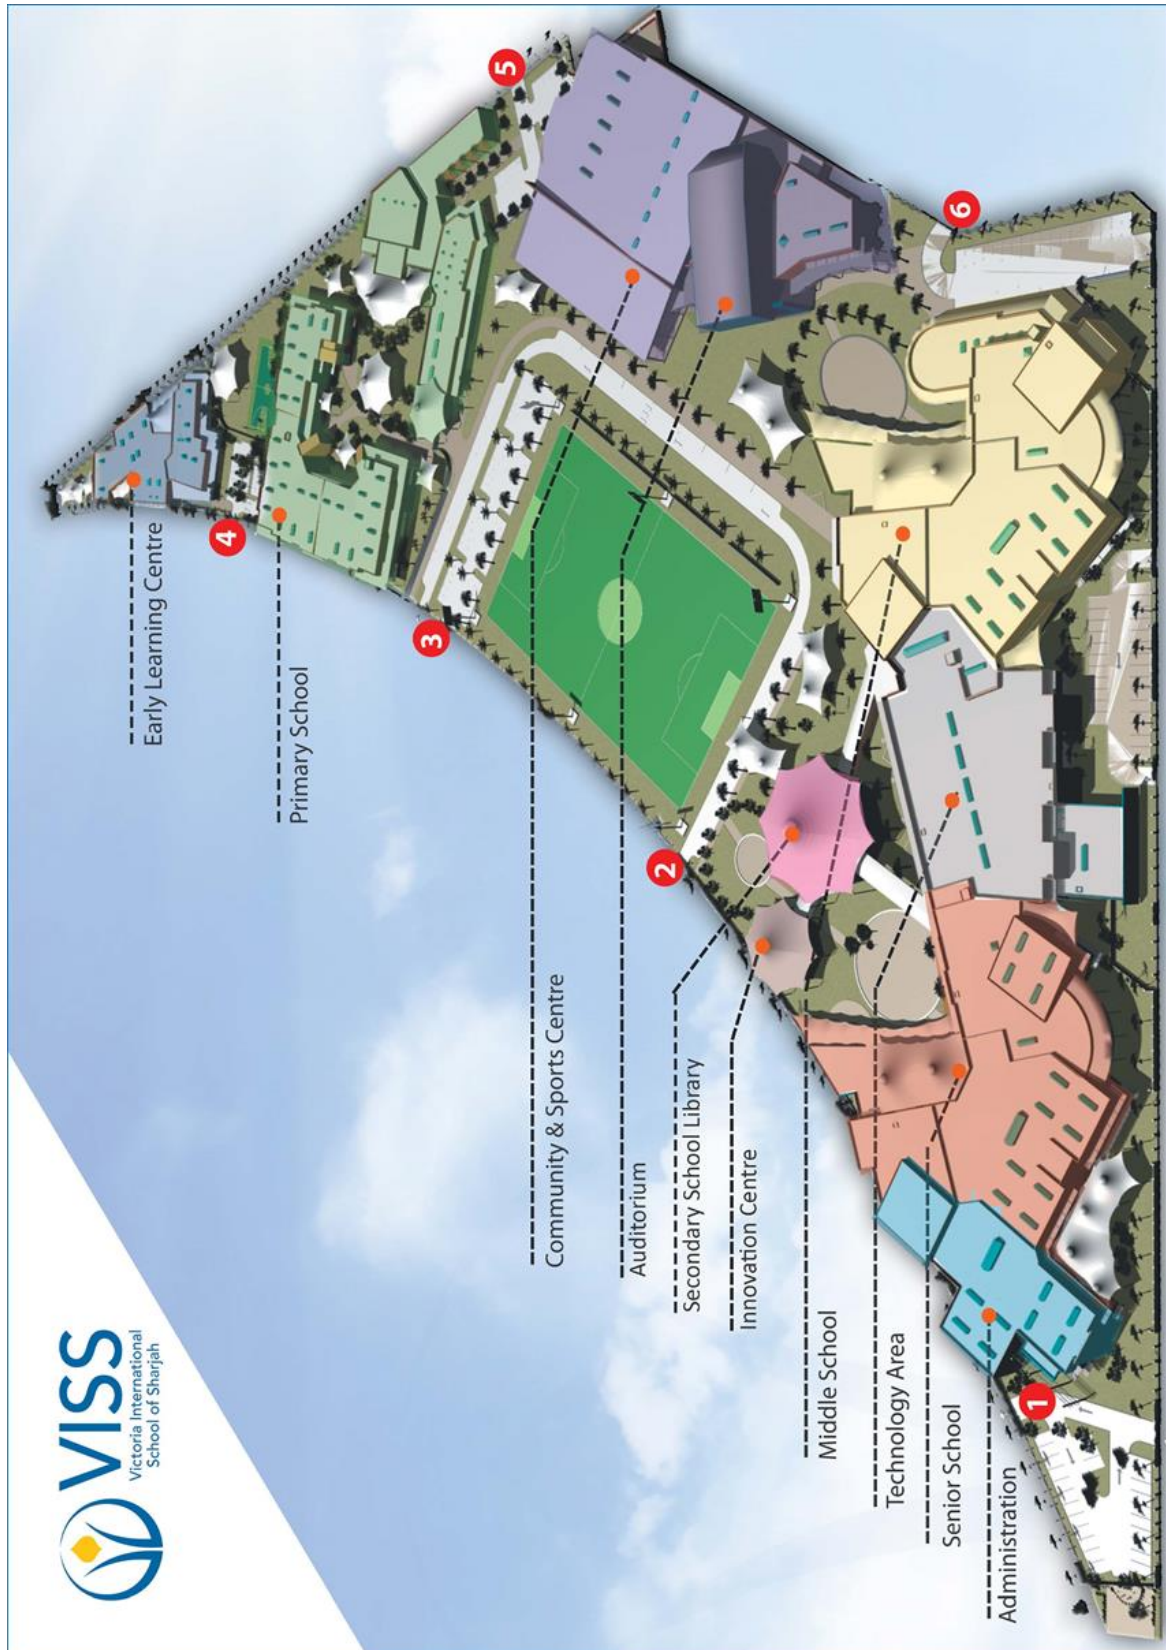 VISS
Victoria International
School of Sharjah
Early Learning Centre
Primary School
Community & Sports Centre
Auditorium
Secondary School Library
Innovation Centre
Middle School
Technology Area
Senior School
Administration
1
2
3
4
5
6